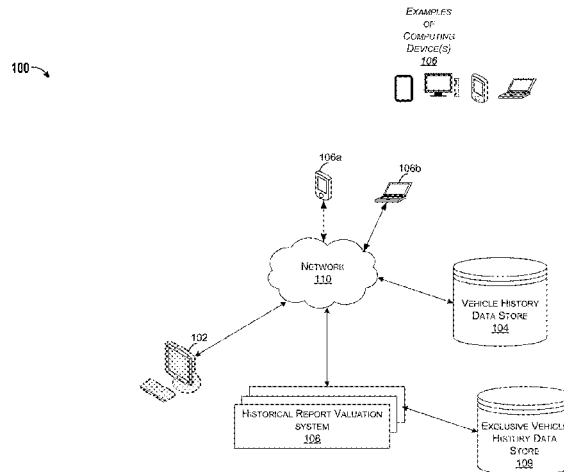 EXAMPLES
OF
COMPUTING
DEVICE(S)
106
100
106a
106b
NETWORK
110
VEHICLE HISTORY
DATA STORE
104
102
HISTORICAL REPORT VALUATION
SYSTEM
108
EXCLUSIVE VEHICLE
HISTORY DATA
STORE
109